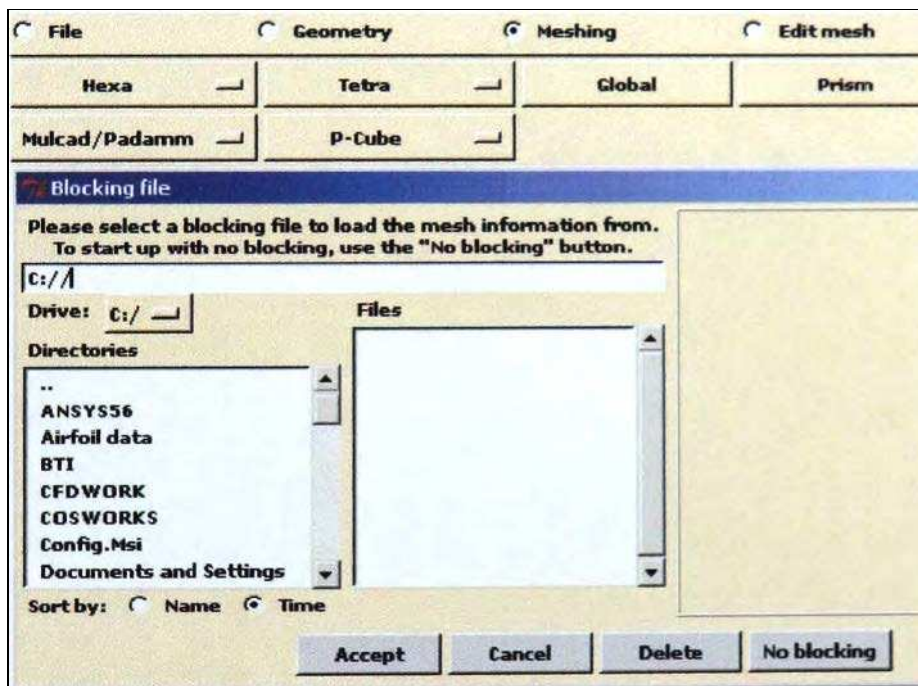 File Geometry Meshing Edit mesh
Hexa Tetra Global Prism
Mulcad/Padamm P-Cube
Blocking file
Please select a blocking file to load the mesh information from.
To start up with no blocking, use the "No blocking" button.
C://
Drive: C:/ Files
Directories
..
ANSYS56
Airfoil data
BTI
CFDWORK
COSWORKS
Config.Msi
Documents and Settings
Sort by: Name Time
Accept Cancel Delete No blocking